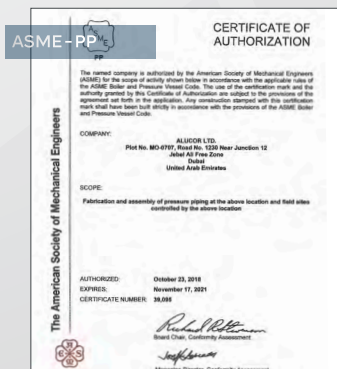 ASME-PP
CERTIFICATE OF
AUTHORIZATION
PP
The named company is authorized by the American Society of Mechanical Engineers
(ASME) for the scope of activity shown below in accordance with the applicable rules of
the ASME Boiler and Pressure Vessel Code. The use of the certification mark and the
authority granted by this Certificate of Authorization are subject to the provisions of the
agreement set forth in the application. Any construction stamped with this certification
mark shall have been built strictly in accordance with the provisions of the ASME Boiler
and Pressure Vessel Code.
COMPANY:
ALUCOR LTD.
Plot No. MO-0707, Road No. 1230 Near Junction 12
Jebel Ali Free Zone
Dubai
United Arab Emirates
SCOPE:
Fabrication and assembly of pressure piping at the above location and field sites
controlled by the above location
AUTHORIZED: October 23, 2018
EXPIRES: November 17, 2021
CERTIFICATE NUMBER: 39,095
Board Chair, Conformity Assessment
Managing Director, Conformity Assessment
The American Society of Mechanical Engineers